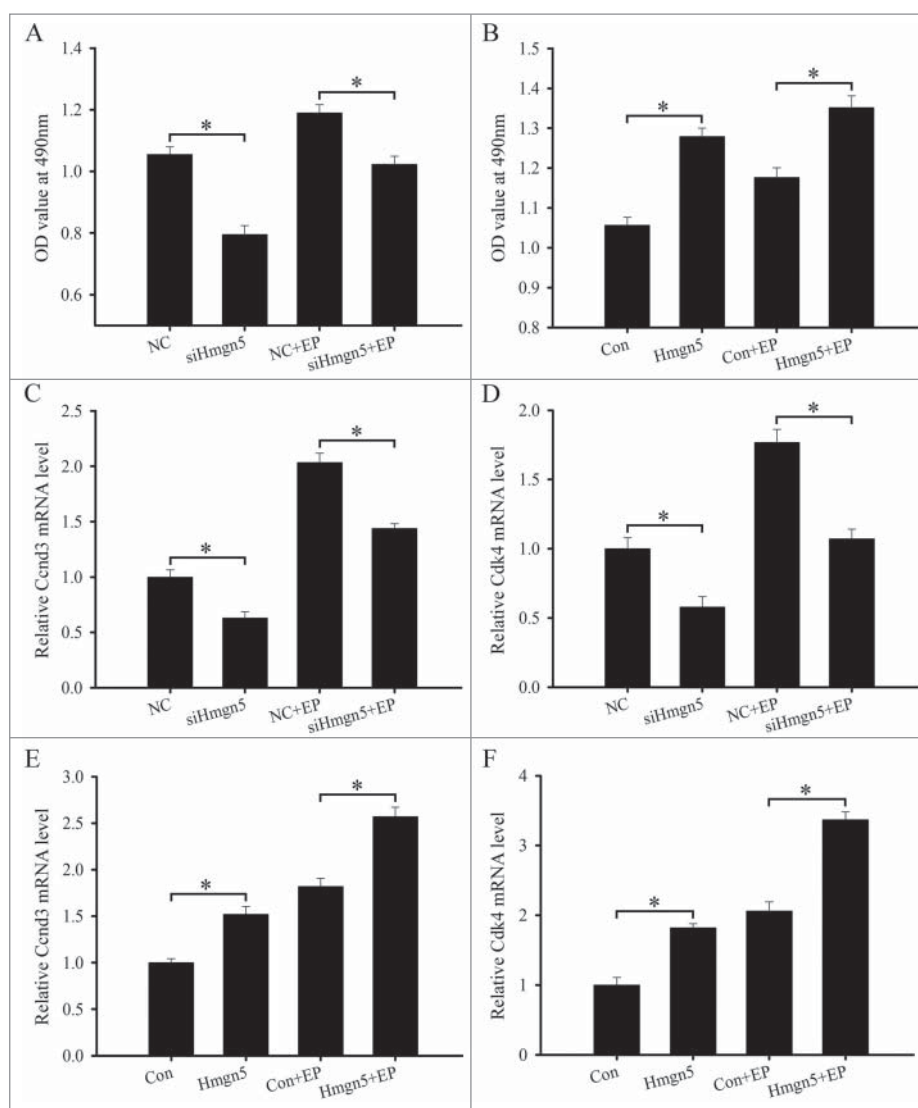 A
OD value at 490nm
1.4
1.2
1.0
0.8
0.6
*
*
NC
siHmgn5
NC+EP
siHmgn5+EP
B
OD value at 490nm
1.5
1.4
1.3
1.2
1.1
1.0
0.9
0.8
*
*
Con
Hmgn5
Con+EP
Hmgn5+EP
C
Relative Ccnd3 mRNA level
2.5
2.0
1.5
1.0
0.5
0.0
*
*
NC
siHmgn5
NC+EP
siHmgn5+EP
D
Relative Cdk4 mRNA level
2.0
1.5
1.0
0.5
0.0
*
*
NC
siHmgn5
NC+EP
siHmgn5+EP
E
Relative Ccnd3 mRNA level
3.0
2.5
2.0
1.5
1.0
0.5
0.0
*
*
Con
Hmgn5
Con+EP
Hmgn5+EP
F
Relative Cdk4 mRNA level
4
3
2
1
0
*
*
Con
Hmgn5
Con+EP
Hmgn5+EP